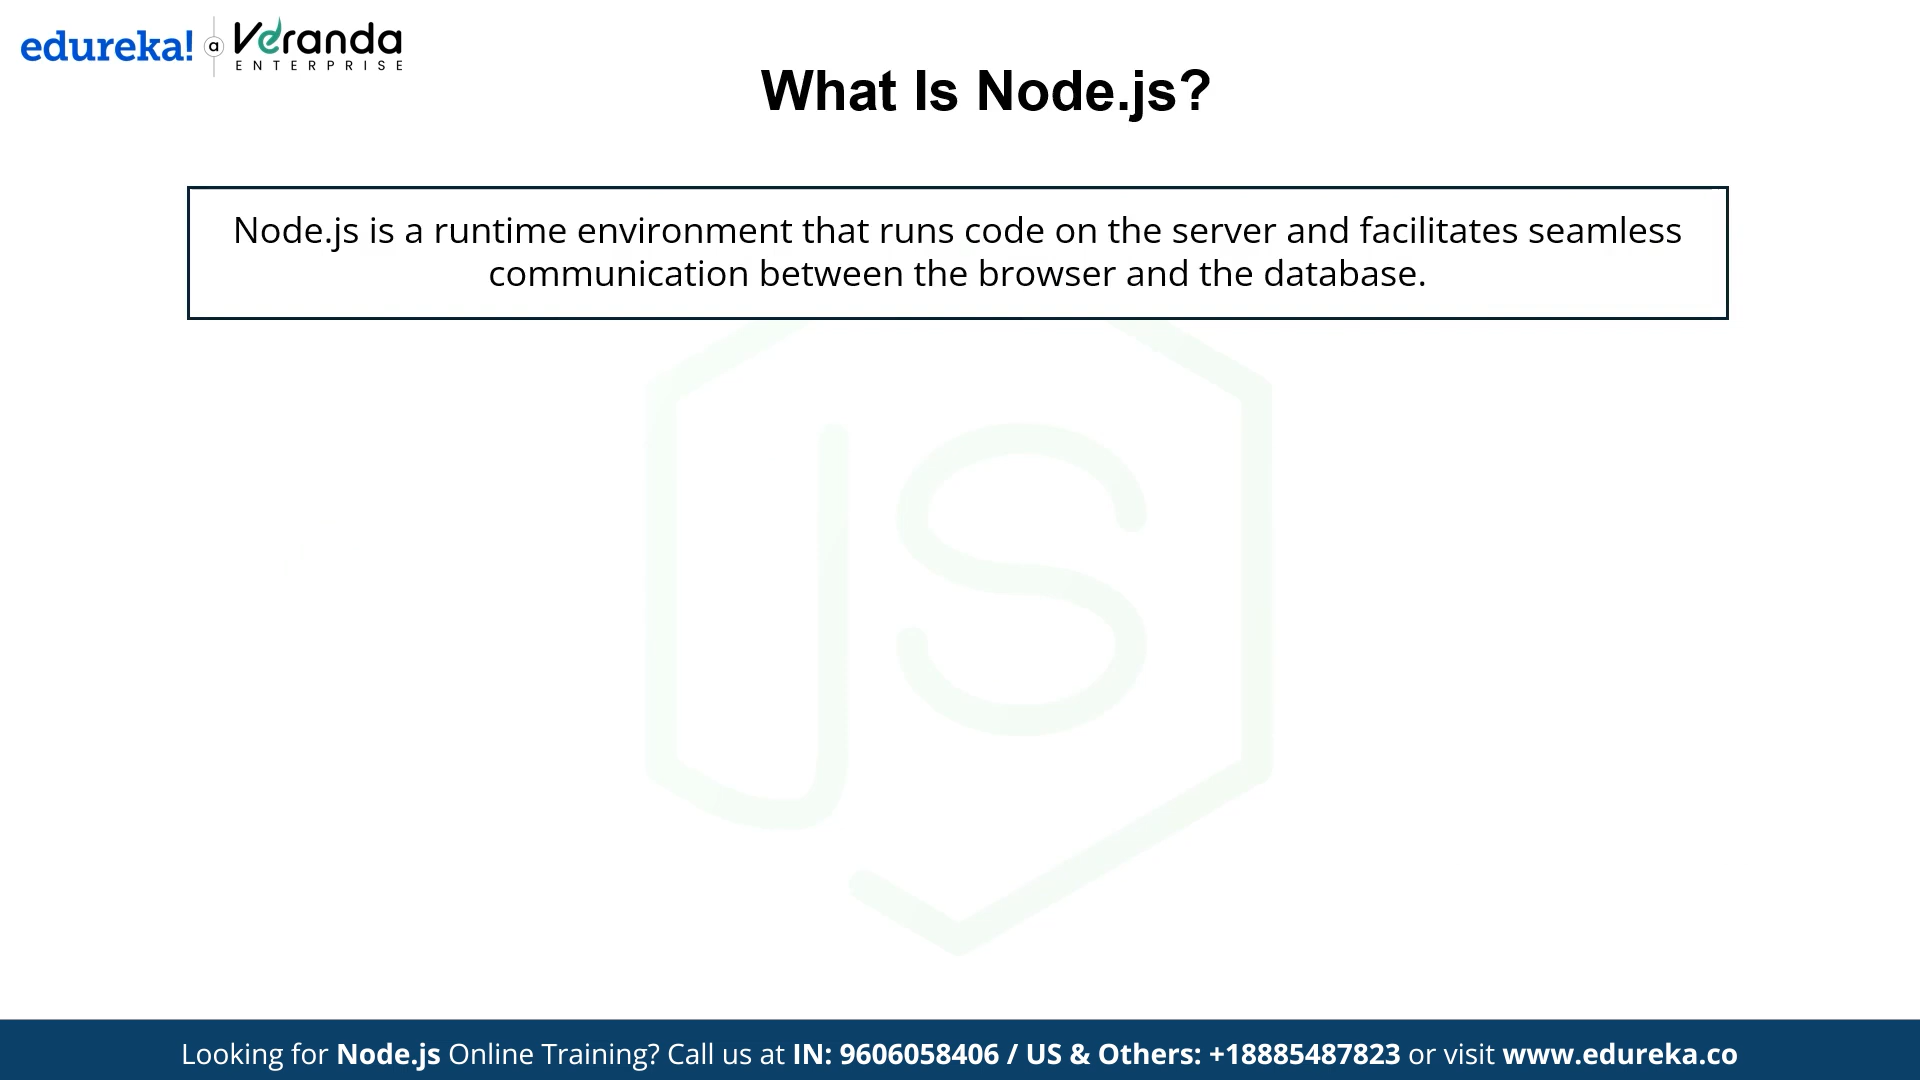 edureka! a Veranda
ENTERPRISE
What Is Node.js?
Node.js is a runtime environment that runs code on the server and facilitates seamless
communication between the browser and the database.
JS
Looking for Node.js Online Training? Call us at IN: 9606058406 / US & Others: +18885487823 or visit www.edureka.co